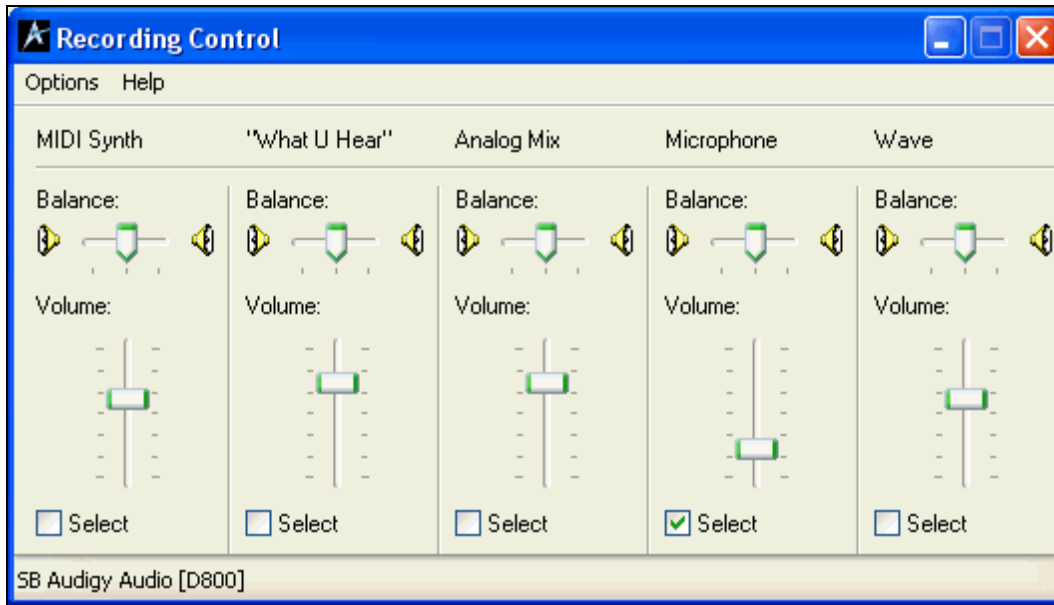 Recording Control
Options Help
MIDI Synth "What U Hear" Analog Mix Microphone Wave
Balance: Balance: Balance: Balance: Balance:
Volume: Volume: Volume: Volume: Volume:
Select Select Select Select Select
SB Audigy Audio [D800]